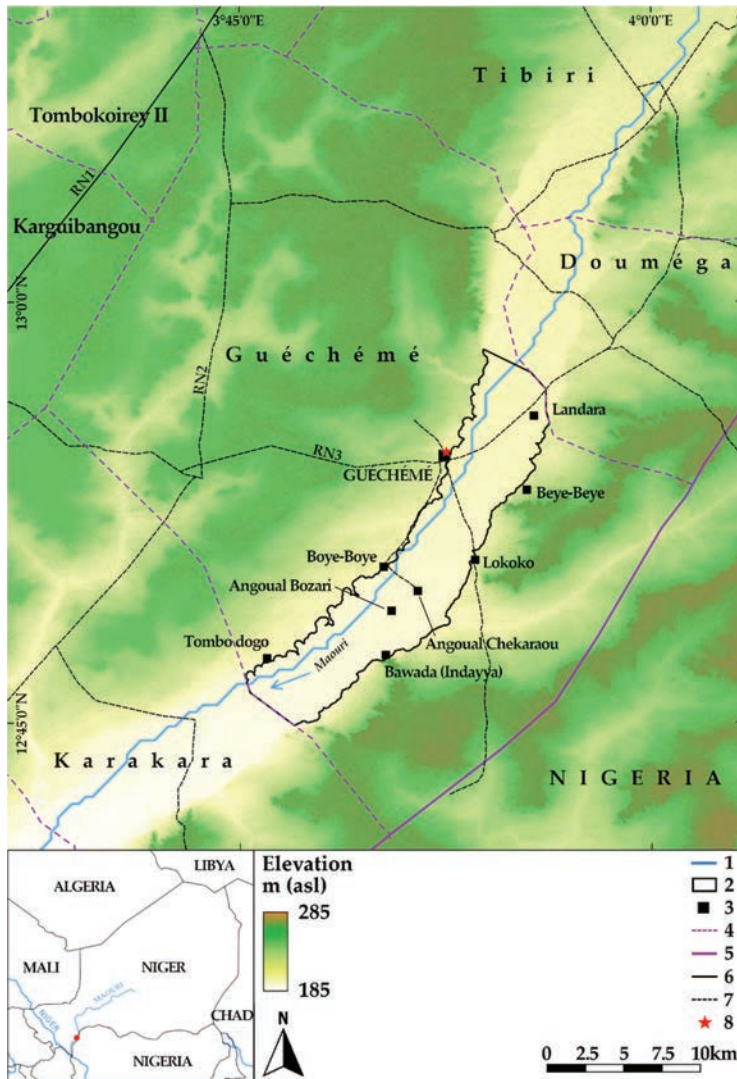 3°45'0"E
4°0'0"E
Tibiri
Tombokoirey II
RN1
Karguibangou
Douméga
13°0'0"N
Guéchémé
RN2
Landara
RN3
GUECHÉMÉ
Beye-Beye
Boye-Boye
Lokoko
Angoual Bozari
Tombo dogo
Angoual Chekaraou
Maouri
Bawada (Indayya)
12°45'0"N
Karakara
NIGERIA
LIBYA
ALGERIA
MALI
NIGER
MAOURI
NIGER
CHAD
NIGERIA
Elevation
m (asl)
285
185
N
1
2
3
4
5
6
7
8
0 2.5 5 7.5 10km